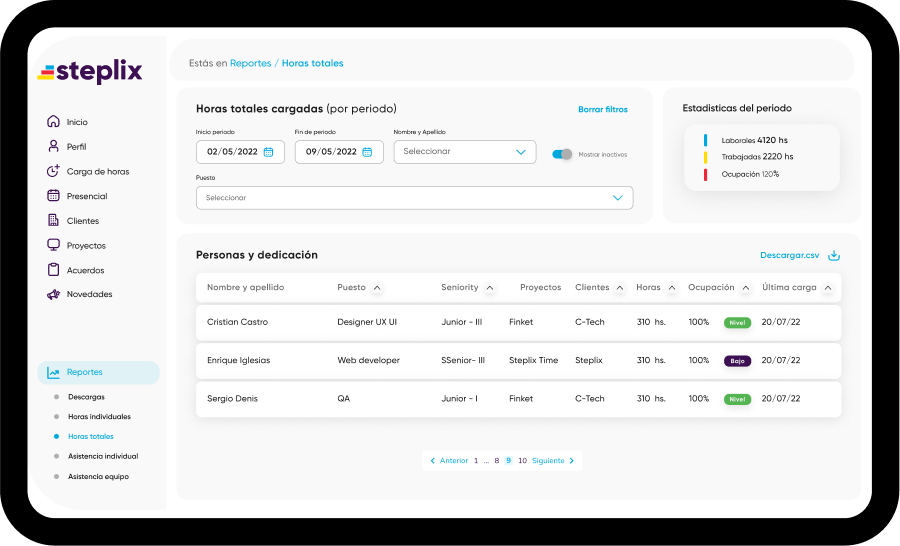 steplix
Estás en Reportes / Horas totales
Inicio
Perfil
Carga de horas
Presencial
Clientes
Proyectos
Acuerdos
Novedades
Reportes
Descargas
Horas individuales
Horas totales
Asistencia individual
Asistencia equipo
Horas totales cargadas (por periodo)
Borrar filtros
Inicio periodo
Fin de periodo
Nombre y Apellido
02/05/2022
09/05/2022
Seleccionar
Mostrar inactivos
Puesto
Seleccionar
Estadisticas del periodo
Laborales 4120 hs
Trabajadas 2220 hs
Ocupación 120%
Personas y dedicación
Descargar.csv
Nombre y apellido Puesto Seniority Proyectos Clientes Horas Ocupación Última carga
Cristian Castro Designer UX UI Junior - III Finket C-Tech 310 hs. 100% Nivel 20/07/22
Enrique Iglesias Web developer SSenior- III Steplix Time Steplix 310 hs. 100% Bajo 20/07/22
Sergio Denis QA Junior - I Finket C-Tech 310 hs. 100% Nivel 20/07/22
Anterior 1 ... 8 9 10 Siguiente